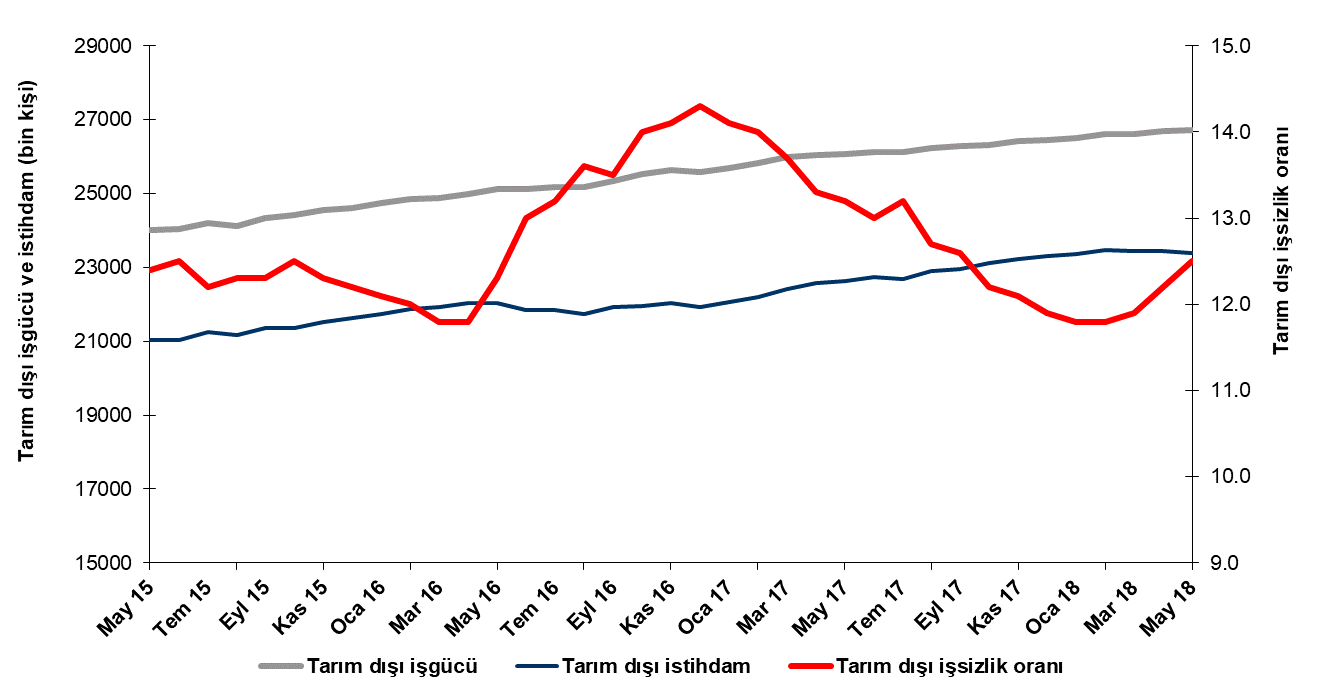 29000
27000
25000
23000
21000
19000
17000
15000
Tarım dışı işgücü ve istihdam (bin kişi)
15.0
14.0
13.0
12.0
11.0
10.0
9.0
Tarım dışı işsizlik oranı
May 15
Tem 15
Eyl 15
Kas 15
Oca 16
Mar 16
May 16
Tem 16
Eyl 16
Kas 16
Oca 17
Mar 17
May 17
Tem 17
Eyl 17
Kas 17
Oca 18
Mar 18
May 18
Tarım dışı işgücü
Tarım dışı istihdam
Tarım dışı işsizlik oranı